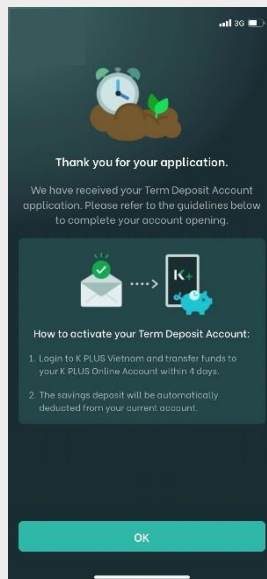 3G
Thank you for your application.
We have received your Term Deposit Account
application. Please refer to the guidelines below
to complete your account opening.
K+
How to activate your Term Deposit Account:
1. Login to K PLUS Vietnam and transfer funds to
your K PLUS Online Account within 4 days.
2. The savings deposit will be automatically
deducted from your current account.
OK